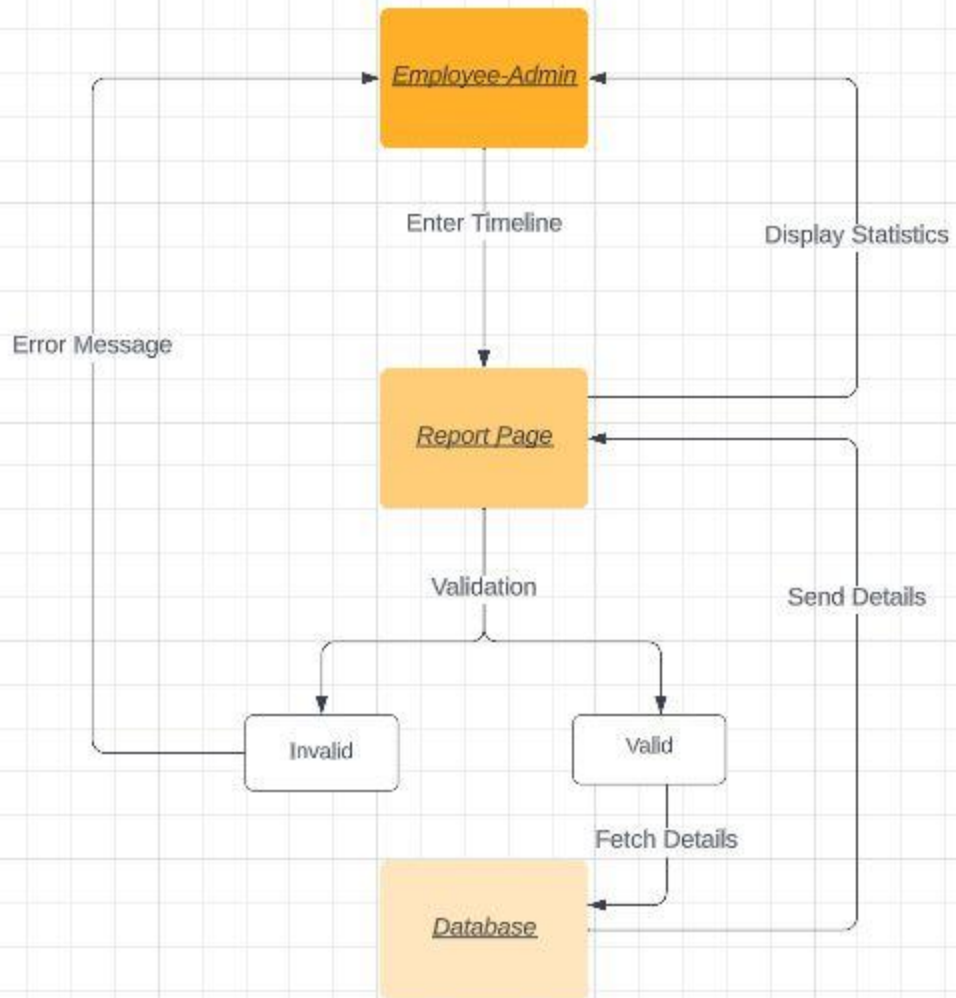 Employee-Admin
Enter Timeline
Display Statistics
Error Message
Report Page
Validation
Send Details
Invalid
Valid
Fetch Details
Database